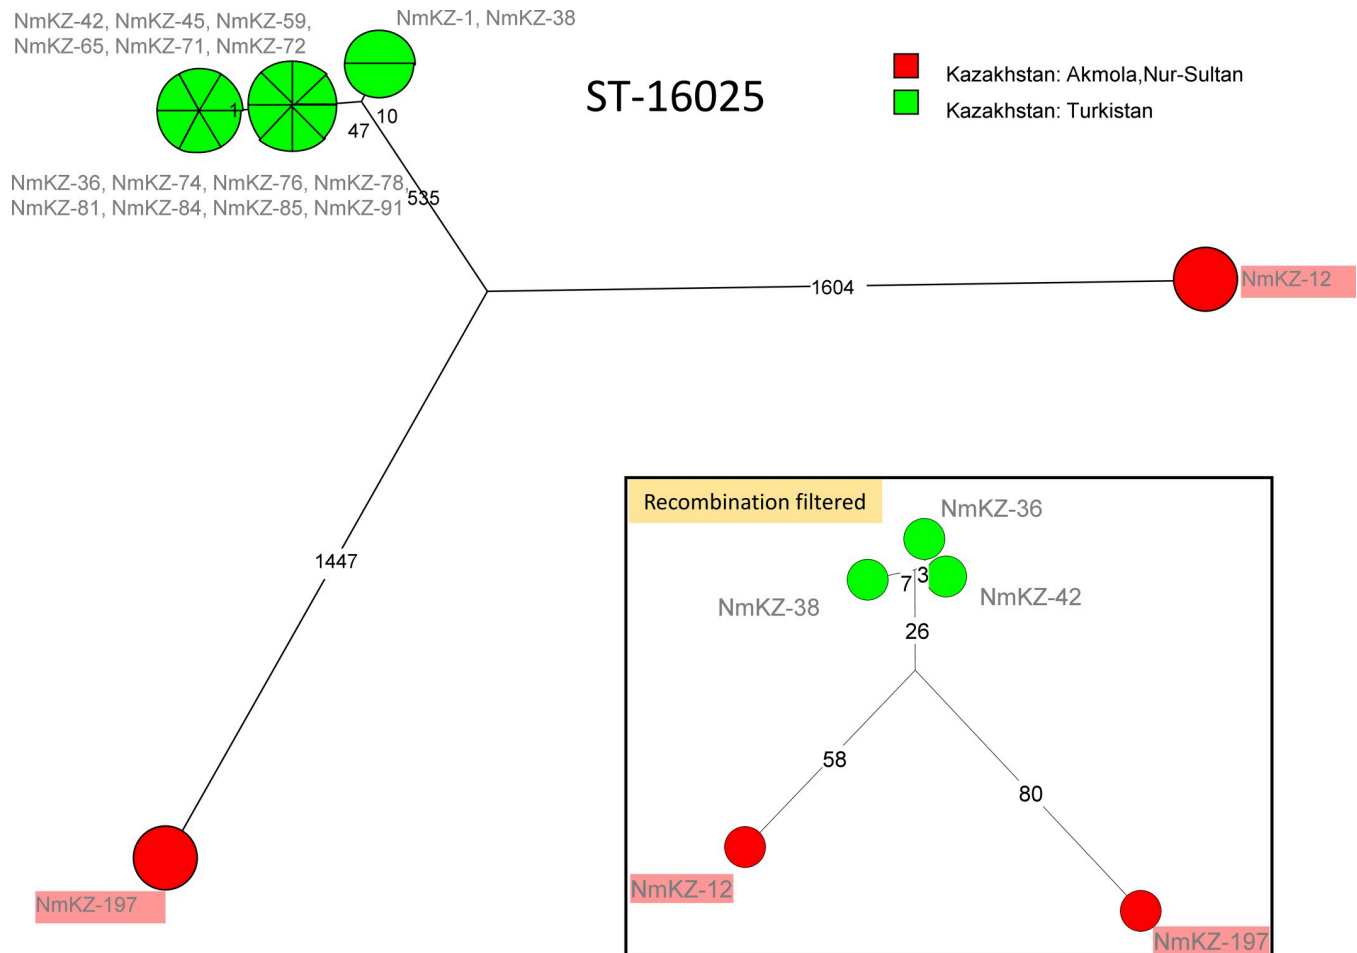 NmKZ-42, NmKZ-45, NmKZ-59,
NmKZ-65, NmKZ-71, NmKZ-72
NmKZ-1, NmKZ-38
ST-16025
Kazakhstan: Akmola,Nur-Sultan
Kazakhstan: Turkistan
1
10
47
NmKZ-36, NmKZ-74, NmKZ-76, NmKZ-78,
NmKZ-81, NmKZ-84, NmKZ-85, NmKZ-91
535
1604
NmKZ-12
1447
NmKZ-197
Recombination filtered
NmKZ-36
3
7
NmKZ-38
NmKZ-42
26
58
80
NmKZ-12
NmKZ-197